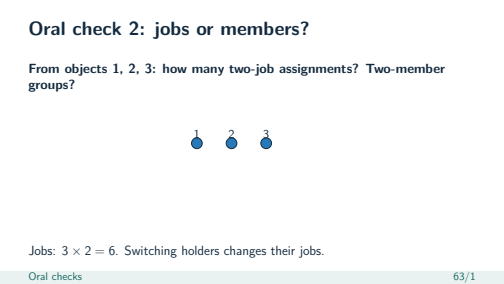 Oral check 2: jobs or members?
From objects 1, 2, 3: how many two-job assignments? Two-member
groups?
1 2 3
Jobs: 3 × 2 = 6. Switching holders changes their jobs.
Oral checks 63/1